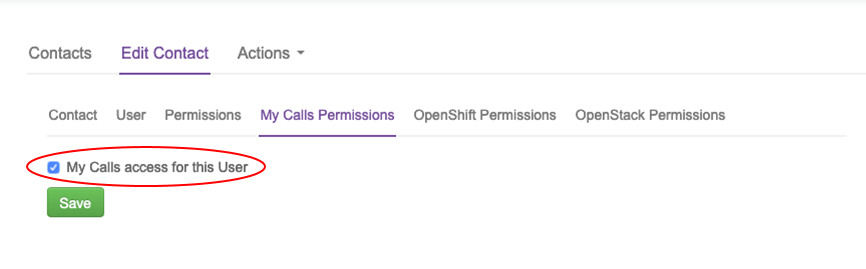 Contacts Edit Contact Actions
Contact User Permissions My Calls Permissions OpenShift Permissions OpenStack Permissions
My Calls access for this User
Save